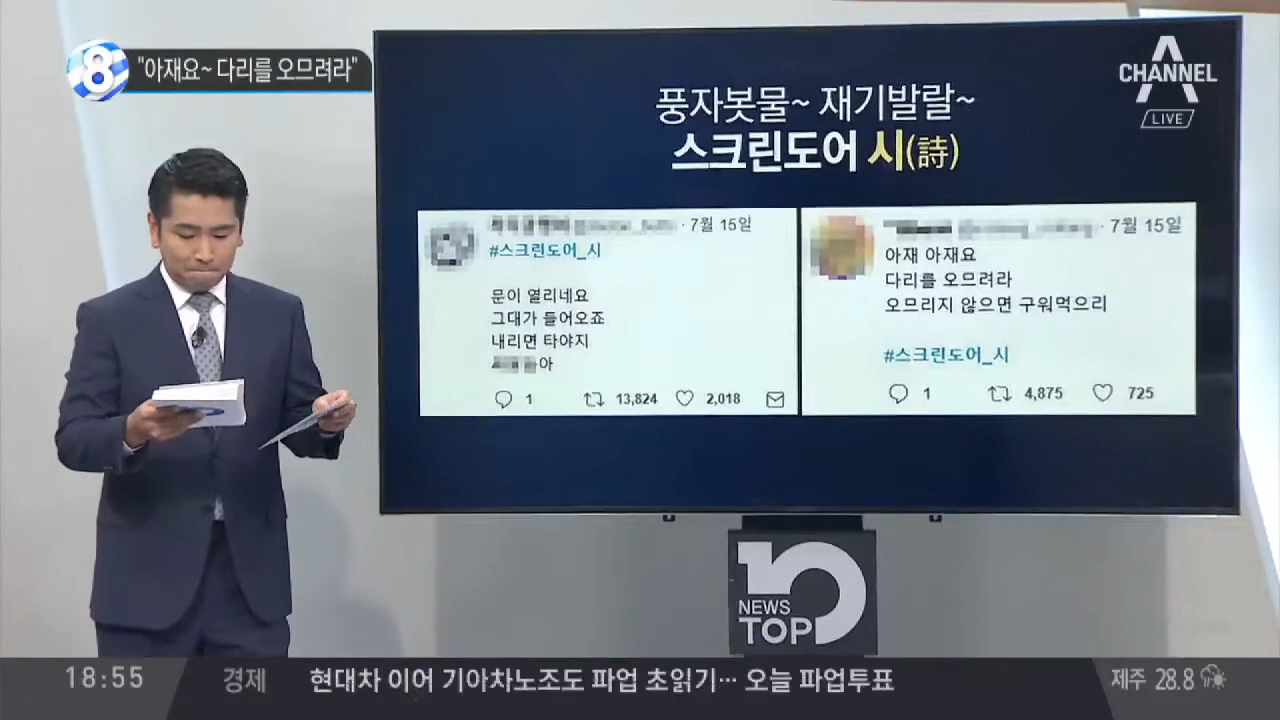 8 "아재요~ 다리를 오므려라"
CHANNEL A
LIVE
풍자봇물~ 재기발랄~
스크린도어 시(詩)
· 7월 15일
#스크린도어_시
문이 열리네요
그대가 들어오죠
내리면 타야지
아
1 13,824 2,018
· 7월 15일
아재 아재요
다리를 오므려라
오므리지 않으면 구워먹으리
#스크린도어_시
1 4,875 725
10
NEWS
TOP
18:55 경제 현대차 이어 기아차노조도 파업 초읽기… 오늘 파업투표 제주 28.8